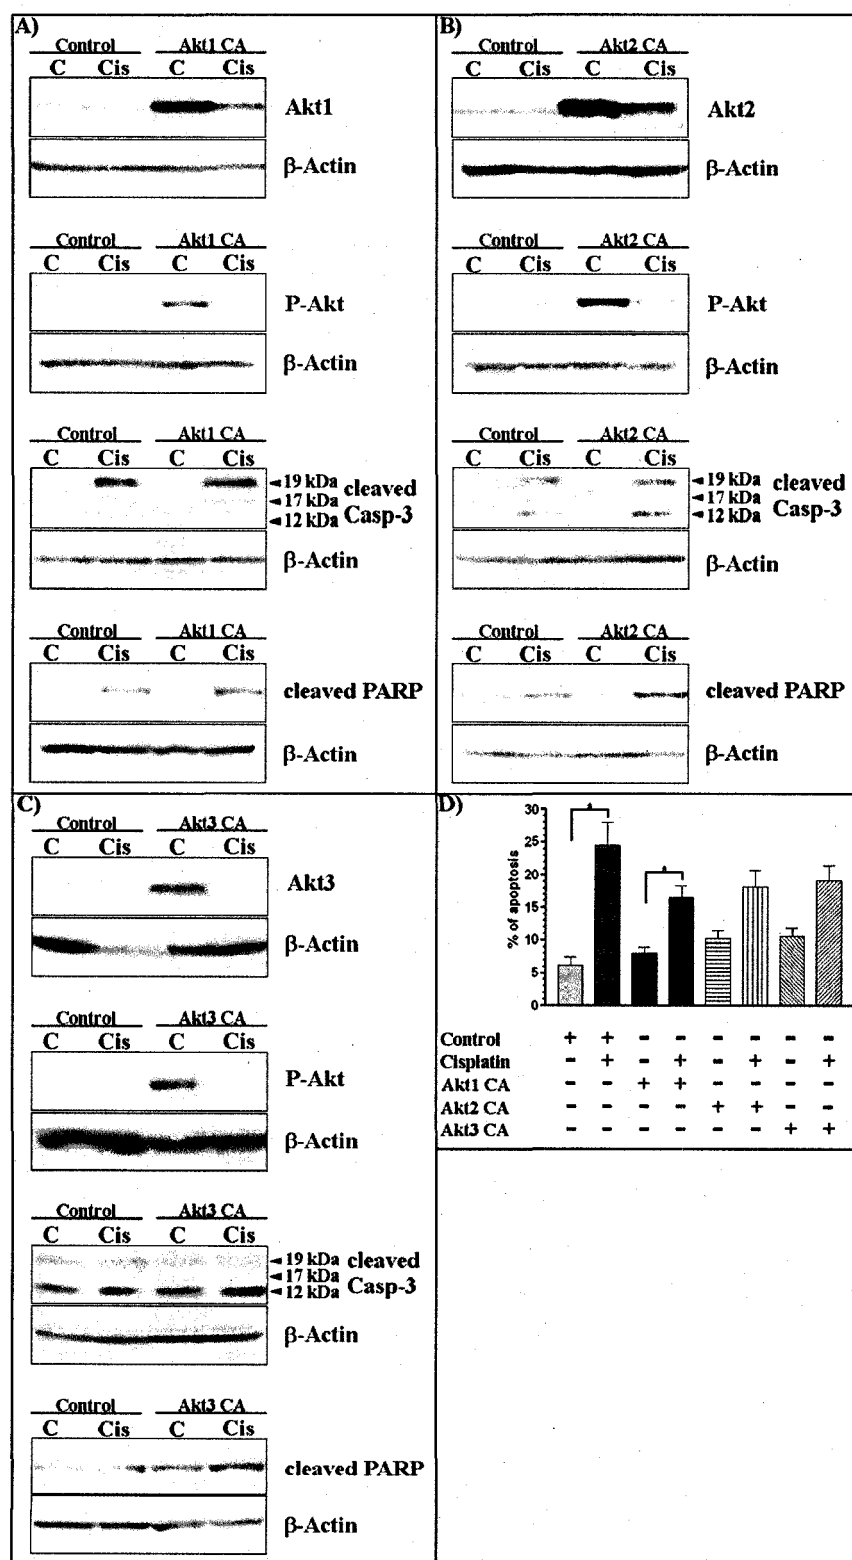 A)
Control Akt1 CA
C Cis C Cis
Akt1
β-Actin
Control Akt1 CA
C Cis C Cis
P-Akt
β-Actin
Control Akt1 CA
C Cis C Cis
19 kDa cleaved
17 kDa
12 kDa Casp-3
β-Actin
Control Akt1 CA
C Cis C Cis
cleaved PARP
β-Actin
B)
Control Akt2 CA
C Cis C Cis
Akt2
β-Actin
Control Akt2 CA
C Cis C Cis
P-Akt
β-Actin
Control Akt2 CA
C Cis C Cis
19 kDa cleaved
17 kDa
12 kDa Casp-3
β-Actin
Control Akt2 CA
C Cis C Cis
cleaved PARP
β-Actin
C)
Control Akt3 CA
C Cis C Cis
Akt3
β-Actin
Control Akt3 CA
C Cis C Cis
P-Akt
β-Actin
Control Akt3 CA
C Cis C Cis
19 kDa cleaved
17 kDa
12 kDa Casp-3
β-Actin
Control Akt3 CA
C Cis C Cis
cleaved PARP
β-Actin
D)
% of apoptosis
30
25
20
15
10
5
0
Control + + - - - - - -
Cisplatin - + - + - + - +
Akt1 CA - - + + - - - -
Akt2 CA - - - - + + - -
Akt3 CA - - - - - - + +